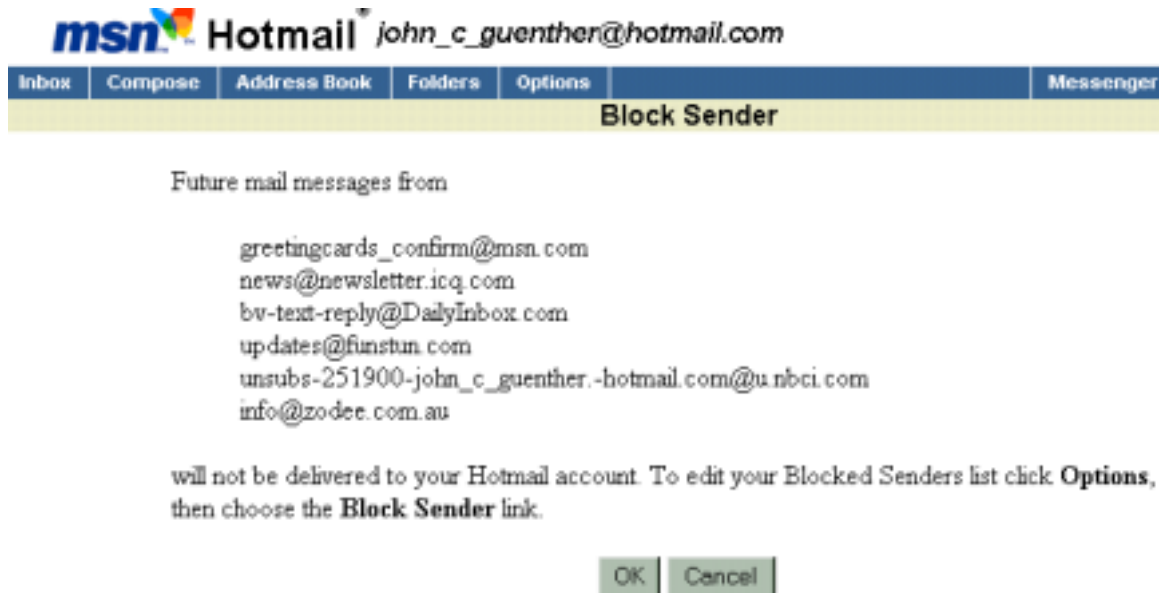 msn Hotmail® john_c_guenther@hotmail.com
Inbox Compose Address Book Folders Options Messenger
Block Sender
Future mail messages from
greetingcards_confirm@msn.com
news@newsletter.icq.com
bv-text-reply@DailyInbox.com
updates@funstun.com
unsubs-251900-john_c_guenther.-hotmail.com@u.nbci.com
info@zodee.com.au
will not be delivered to your Hotmail account. To edit your Blocked Senders list click Options,
then choose the Block Sender link.
OK Cancel